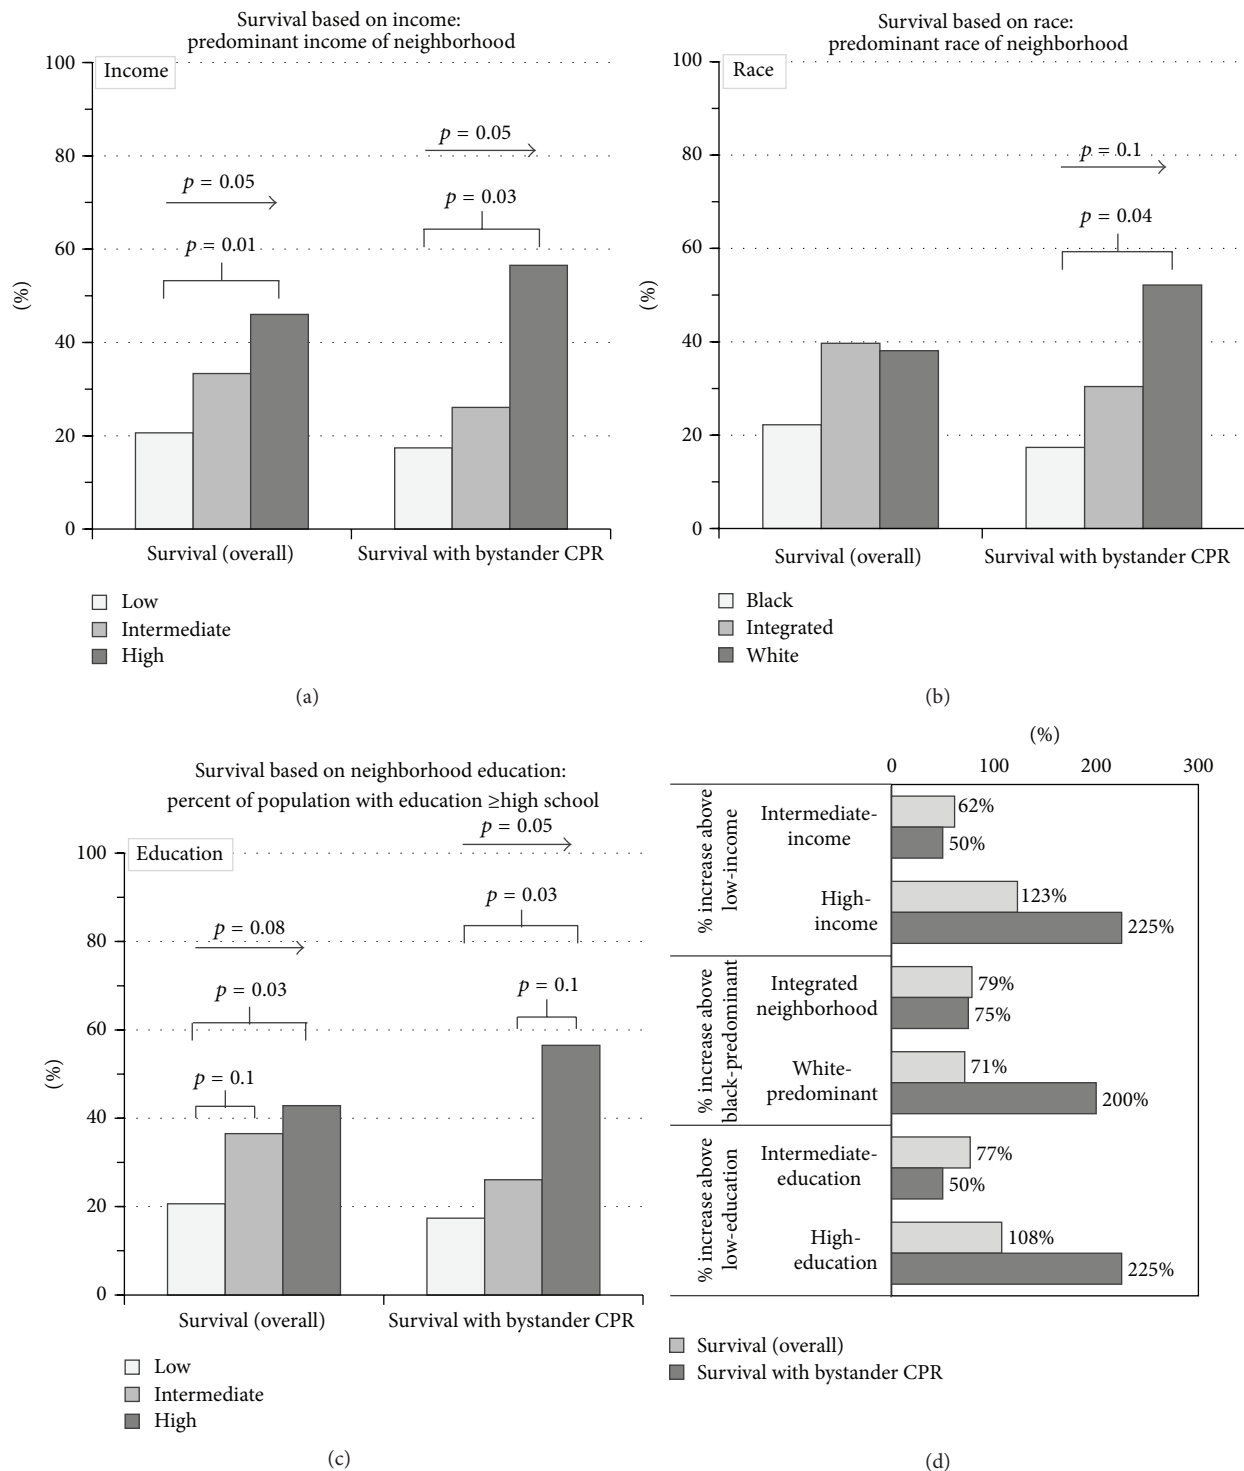 Survival based on income:
predominant income of neighborhood
100
Income
80
60
40
20
0
(%)
p = 0.05
p = 0.01
p = 0.05
p = 0.03
Survival (overall)
Survival with bystander CPR
Low
Intermediate
High
(a)
Survival based on race:
predominant race of neighborhood
100
Race
80
60
40
20
0
(%)
p = 0.1
p = 0.04
Survival (overall)
Survival with bystander CPR
Black
Integrated
White
(b)
Survival based on neighborhood education:
percent of population with education ≥high school
100
Education
80
60
40
20
0
(%)
p = 0.08
p = 0.03
p = 0.1
p = 0.05
p = 0.03
p = 0.1
Survival (overall)
Survival with bystander CPR
Low
Intermediate
High
(c)
(%)
0 100 200 300
% increase above
low-income
Intermediate-
income
62%
50%
High-
income
123%
225%
% increase above
black-predominant
Integrated
neighborhood
79%
75%
White-
predominant
71%
200%
% increase above
low-education
Intermediate-
education
77%
50%
High-
education
108%
225%
Survival (overall)
Survival with bystander CPR
(d)